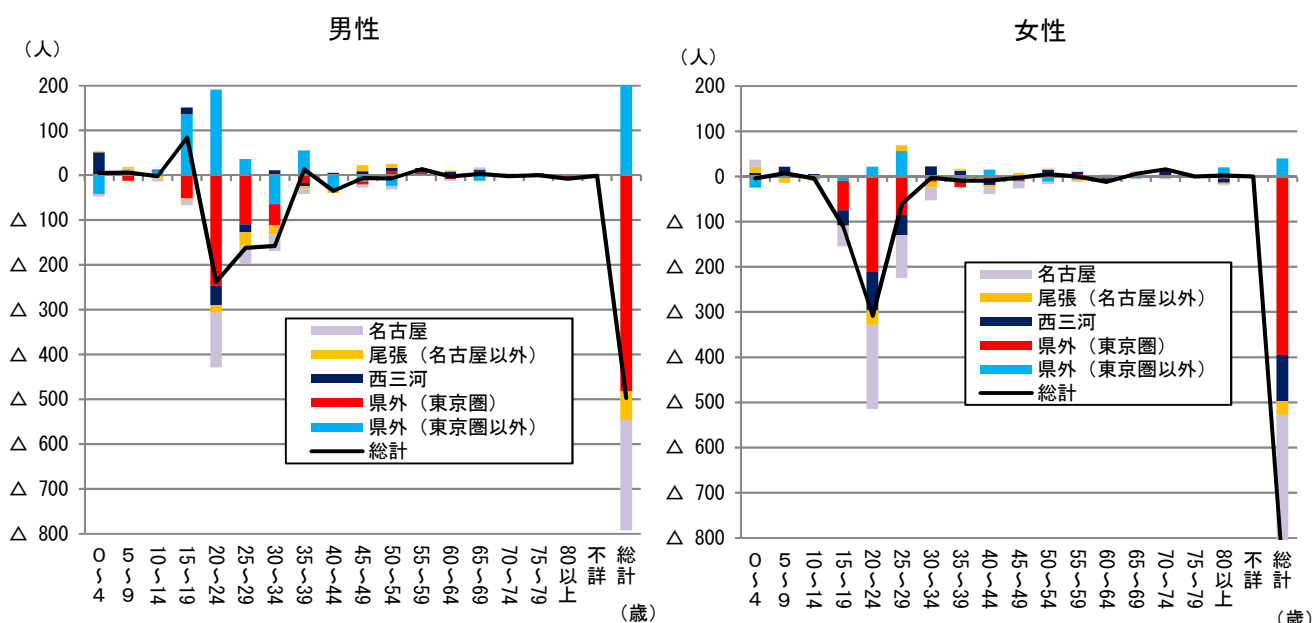 男性
（人）
200
100
0
△ 100
△ 200
△ 300
△ 400
△ 500
△ 600
△ 700
△ 800
名古屋
尾張（名古屋以外）
西三河
県外（東京圏）
県外（東京圏以外）
総計
0～4
5～9
10～14
15～19
20～24
25～29
30～34
35～39
40～44
45～49
50～54
55～59
60～64
65～69
70～74
75～79
80以上
不詳
総計
（歳）
女性
（人）
200
100
0
△ 100
△ 200
△ 300
△ 400
△ 500
△ 600
△ 700
△ 800
名古屋
尾張（名古屋以外）
西三河
県外（東京圏）
県外（東京圏以外）
総計
0～4
5～9
10～14
15～19
20～24
25～29
30～34
35～39
40～44
45～49
50～54
55～59
60～64
65～69
70～74
75～79
80以上
不詳
総計
（歳）